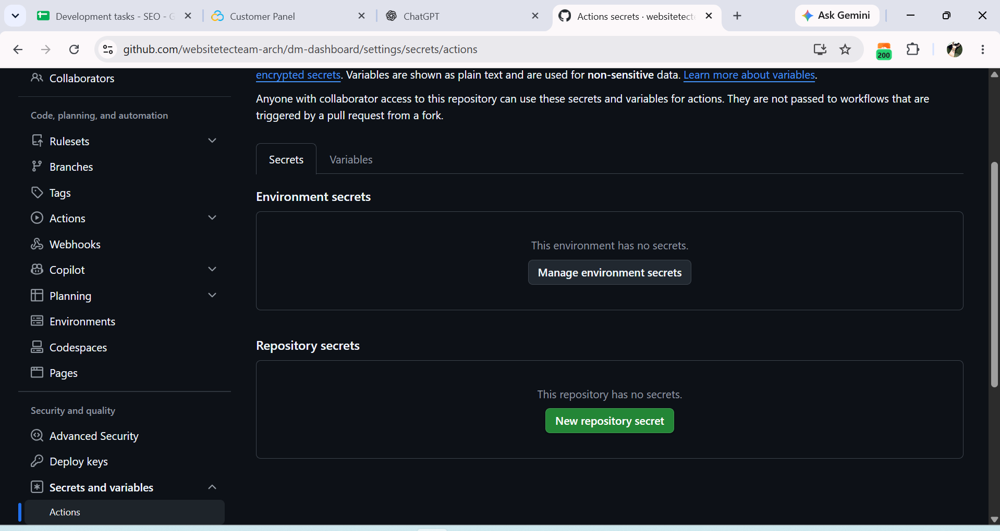 Development tasks - SEO - G
Customer Panel
ChatGPT
Actions secrets · websitetect
Ask Gemini
github.com/websitetecteam-arch/dm-dashboard/settings/secrets/actions
200
Collaborators
Code, planning, and automation
Rulesets
Branches
Tags
Actions
Webhooks
Copilot
Planning
Environments
Codespaces
Pages
Security and quality
Advanced Security
Deploy keys
Secrets and variables
Actions
encrypted secrets. Variables are shown as plain text and are used for non-sensitive data. Learn more about variables.
Anyone with collaborator access to this repository can use these secrets and variables for actions. They are not passed to workflows that are
triggered by a pull request from a fork.
Secrets
Variables
Environment secrets
This environment has no secrets.
Manage environment secrets
Repository secrets
This repository has no secrets.
New repository secret